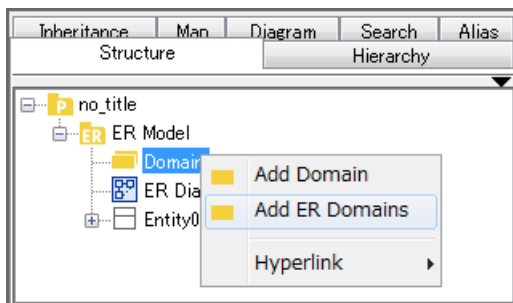 Inheritance Map Diagram Search Alias
Structure Hierarchy
P no_title
ER ER Model
Domain
Add Domain
ER Dia
Add ER Domains
Entity0
Hyperlink